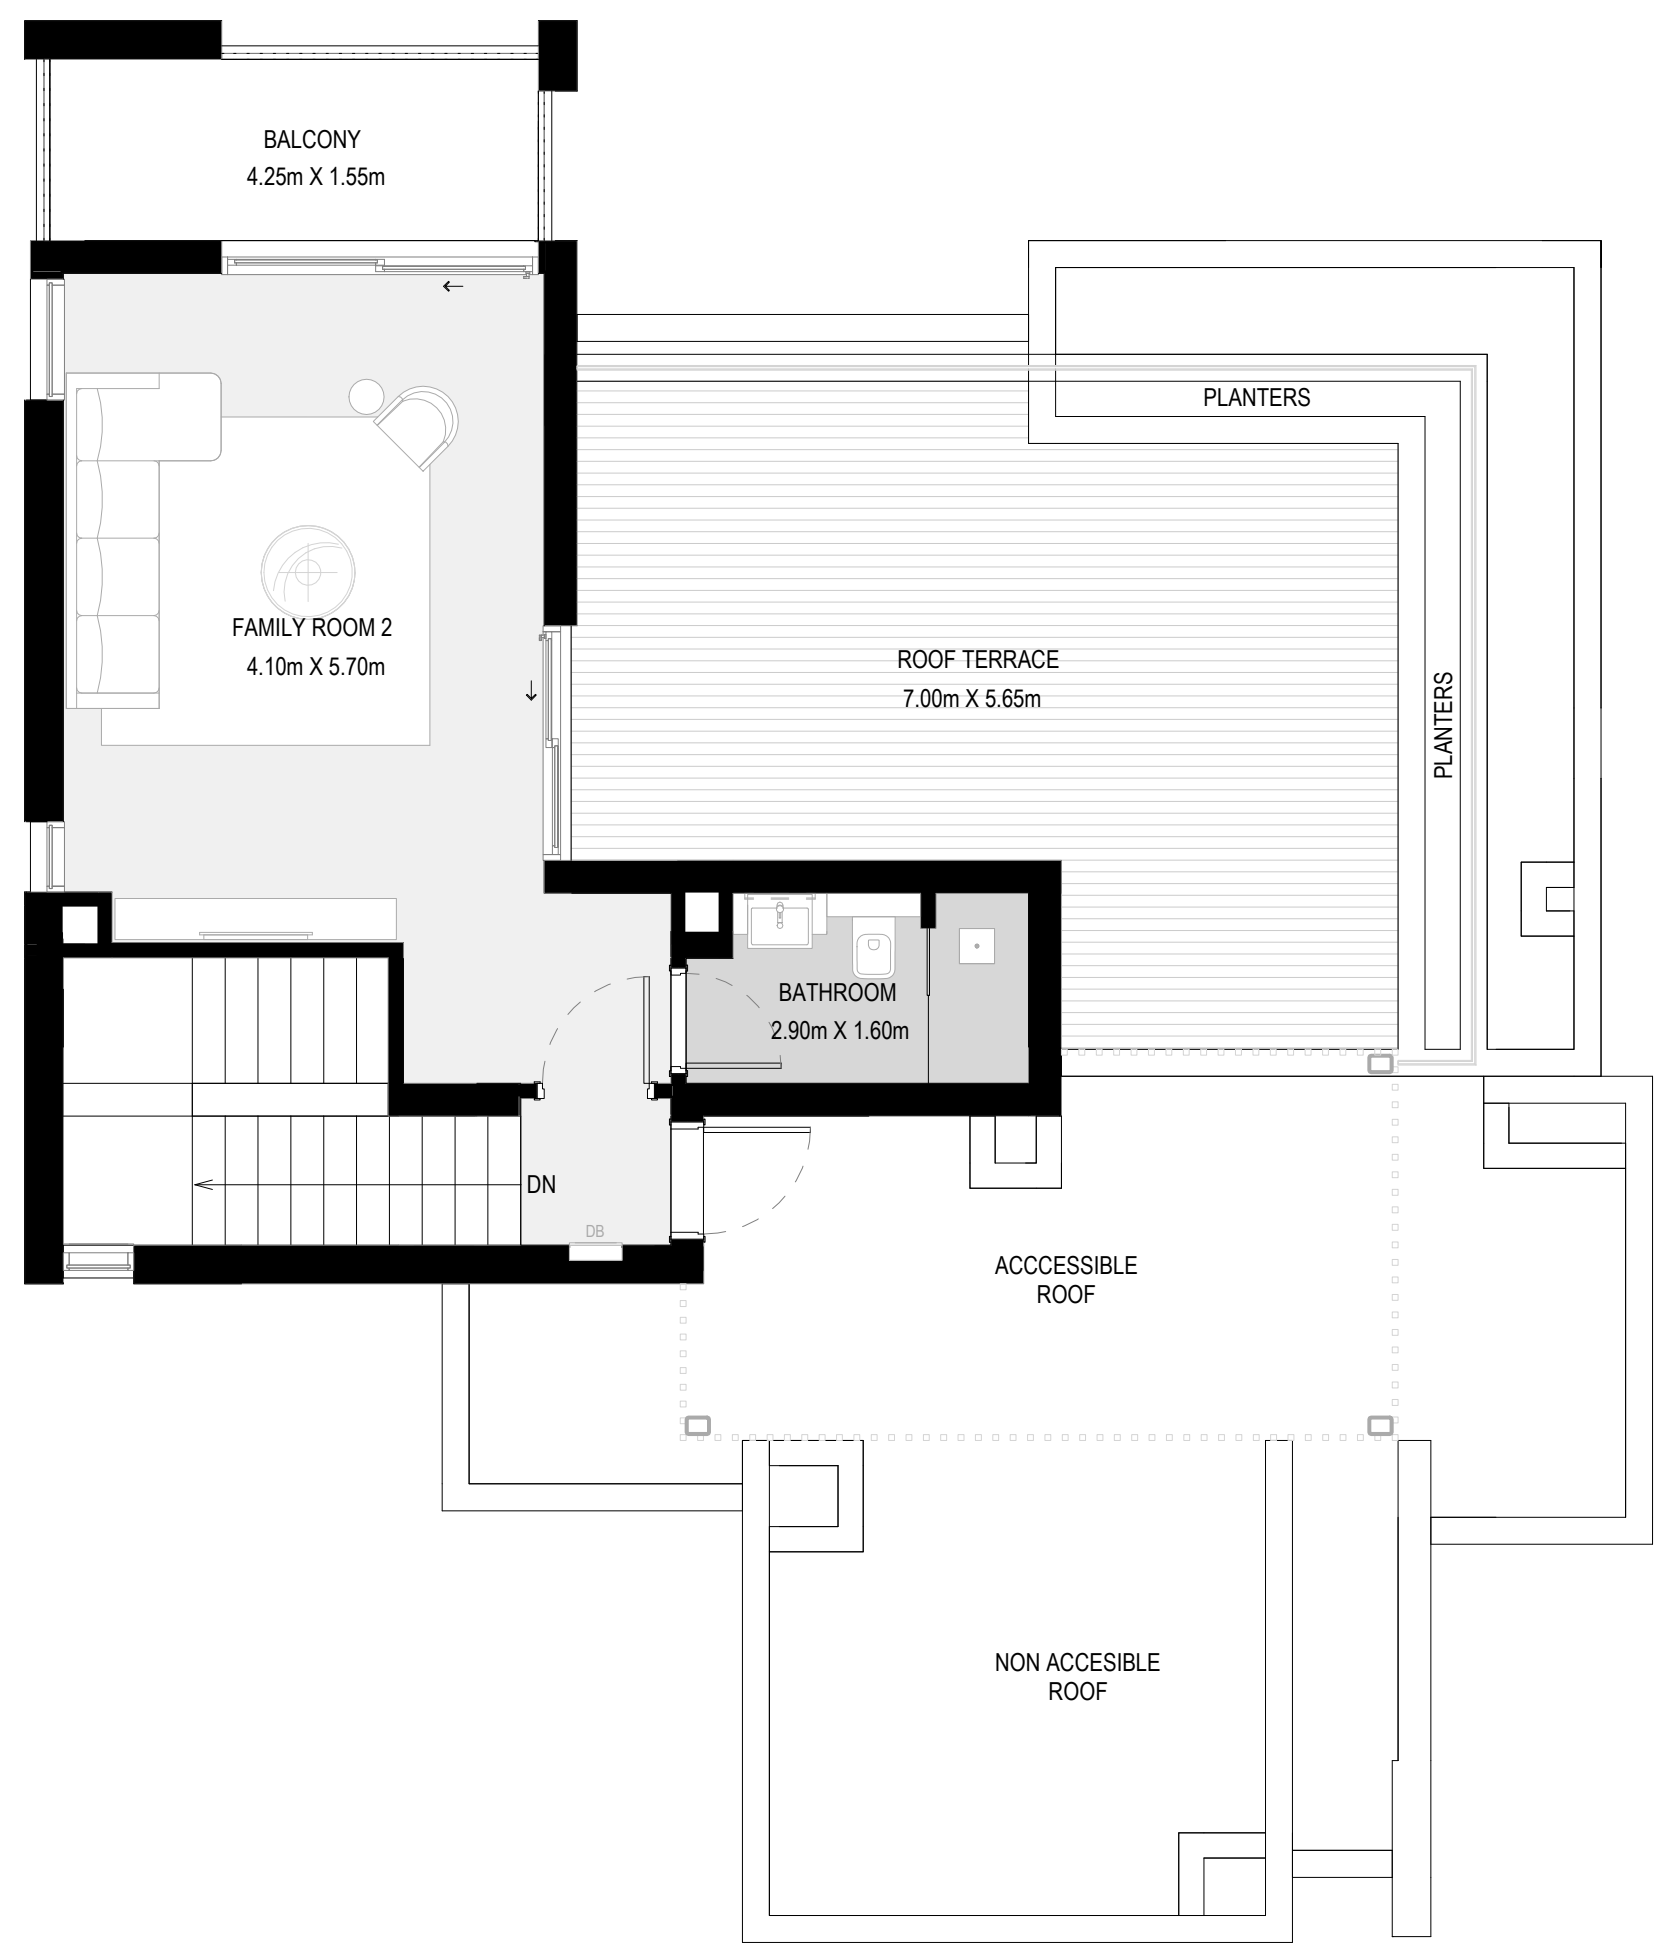 BALCONY
4.25m X 1.55m
PLANTERS
FAMILY ROOM 2
4.10m X 5.70m
ROOF TERRACE
7.00m X 5.65m
PLANTERS
BATHROOM
2.90m X 1.60m
DN
DB
ACCCESSIBLE
ROOF
NON ACCESIBLE
ROOF